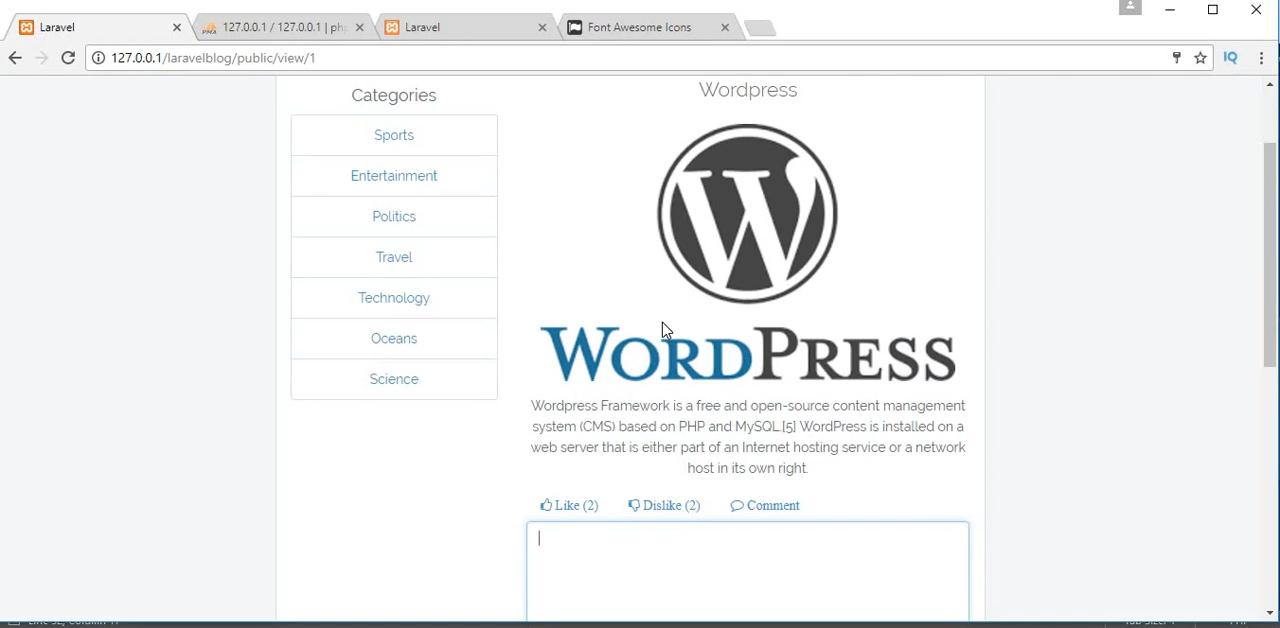 Laravel
127.0.0.1 / 127.0.0.1 | ph
Laravel
Font Awesome Icons
127.0.0.1/laravelblog/public/view/1
IQ
Categories
Sports
Entertainment
Politics
Travel
Technology
Oceans
Science
Wordpress
W
WORDPRESS
Wordpress Framework is a free and open-source content management
system (CMS) based on PHP and MySQL.[5] WordPress is installed on a
web server that is either part of an Internet hosting service or a network
host in its own right.
Like (2)
Dislike (2)
Comment